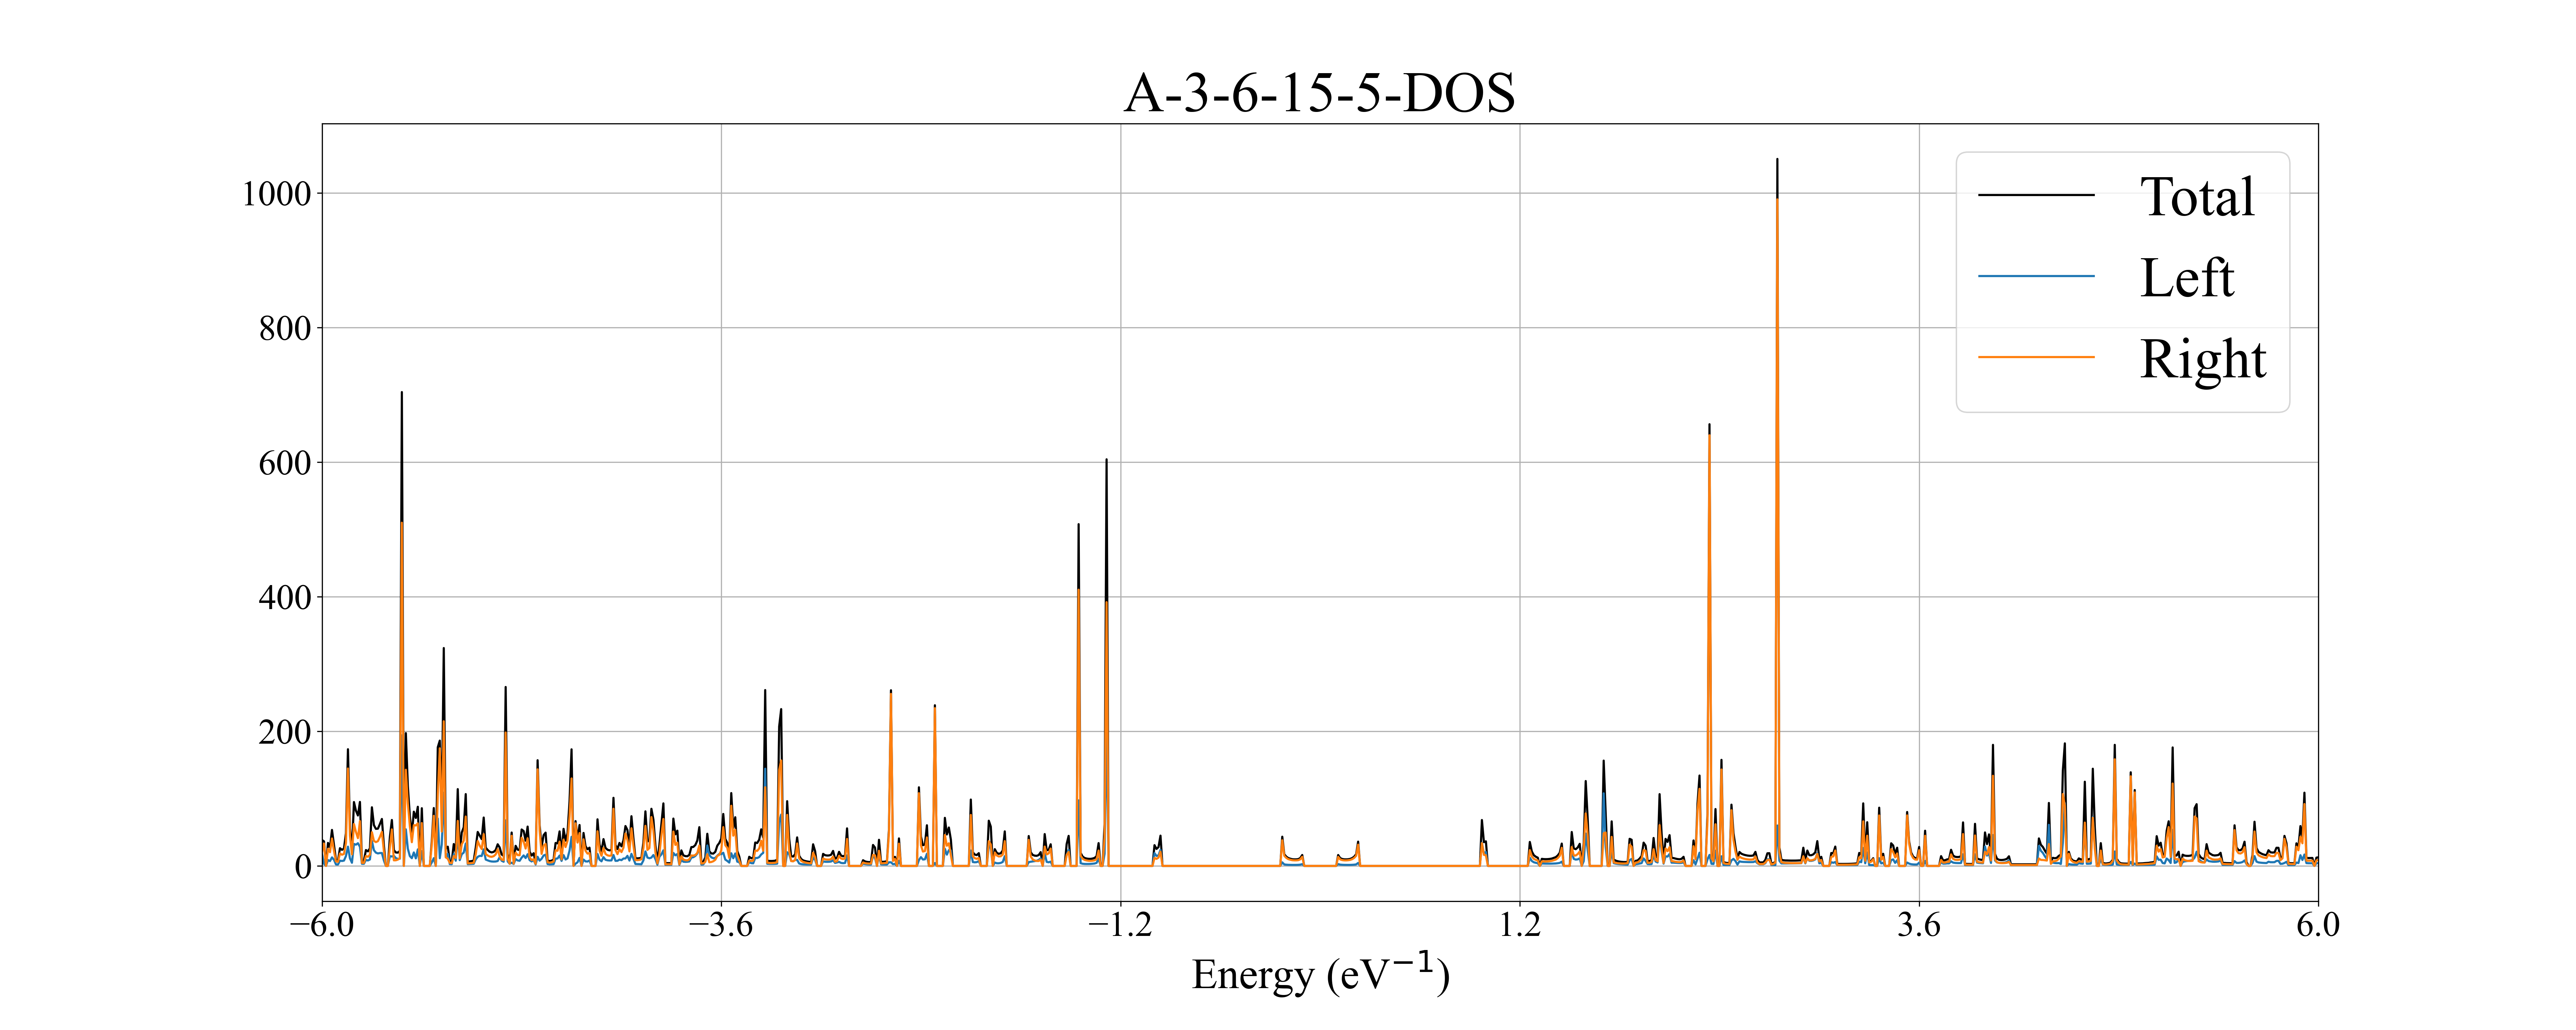 A-3-6-15-5-DOS
1000
800
600
400
200
0
Total
Left
Right
−6.0 −3.6 −1.2 1.2 3.6 6.0
Energy (eV⁻¹)